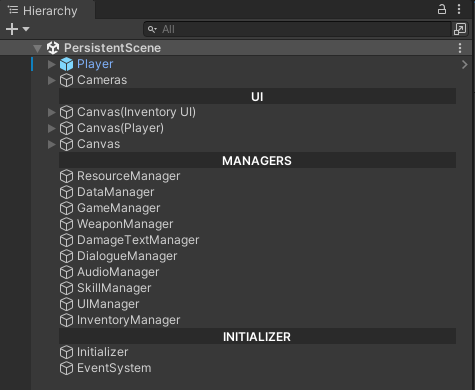 Hierarchy
All
PersistentScene
Player
Cameras
UI
Canvas(Inventory UI)
Canvas(Player)
Canvas
MANAGERS
ResourceManager
DataManager
GameManager
WeaponManager
DamageTextManager
DialogueManager
AudioManager
SkillManager
UIManager
InventoryManager
INITIALIZER
Initializer
EventSystem